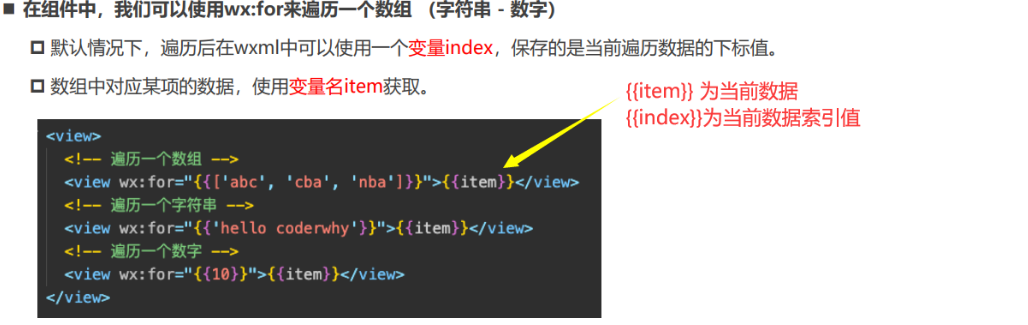 ■ 在组件中，我们可以使用wx:for来遍历一个数组 （字符串 - 数字）
默认情况下，遍历后在wxml中可以使用一个变量index，保存的是当前遍历数据的下标值。
数组中对应某项的数据，使用变量名item获取。
{{item}} 为当前数据
{{index}}为当前数据索引值
<view>
<!-- 遍历一个数组 -->
<view wx:for="{{['abc', 'cba', 'nba']}}">{{item}}</view>
<!-- 遍历一个字符串 -->
<view wx:for="{{'hello coderwhy'}}">{{item}}</view>
<!-- 遍历一个数字 -->
<view wx:for="{{10}}">{{item}}</view>
</view>